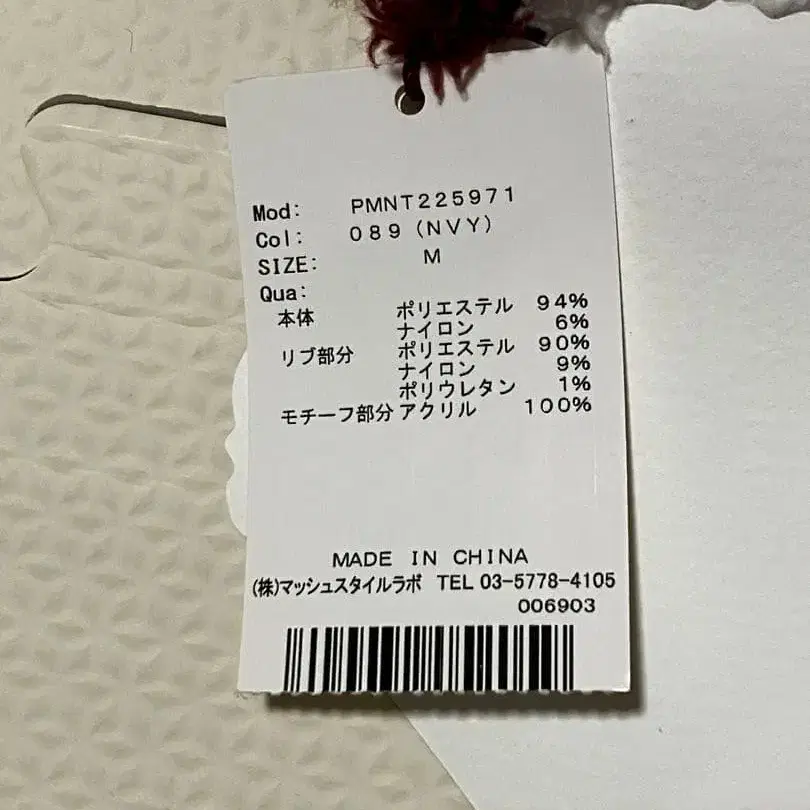 Mod: PMNT225971
Col: 089(NVY)
SIZE: M
Qua:
本体 ポリエステル 94%
ナイロン 6%
リブ部分 ポリエステル 90%
ナイロン 9%
ポリウレタン 1%
モチーフ部分 アクリル 100%
MADE IN CHINA
(株)マッシュスタイルラボ TEL 03-5778-4105
006903